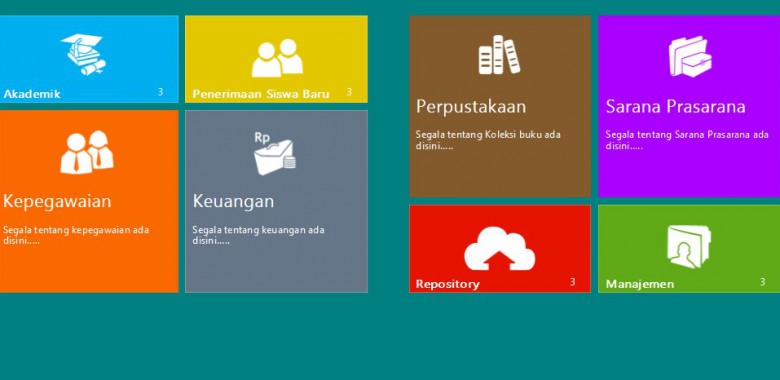 Akademik 3
Penerimaan Siswa Baru 3
Kepegawaian
Segala tentang kepegawaian ada
disini.....
Rp
Keuangan
Segala tentang keuangan ada
disini.....
Perpustakaan
Segala tentang Koleksi buku ada
disini.....
Sarana Prasarana
Segala tentang Sarana Prasarana ada
disini.....
Repository 3
Manajemen 3